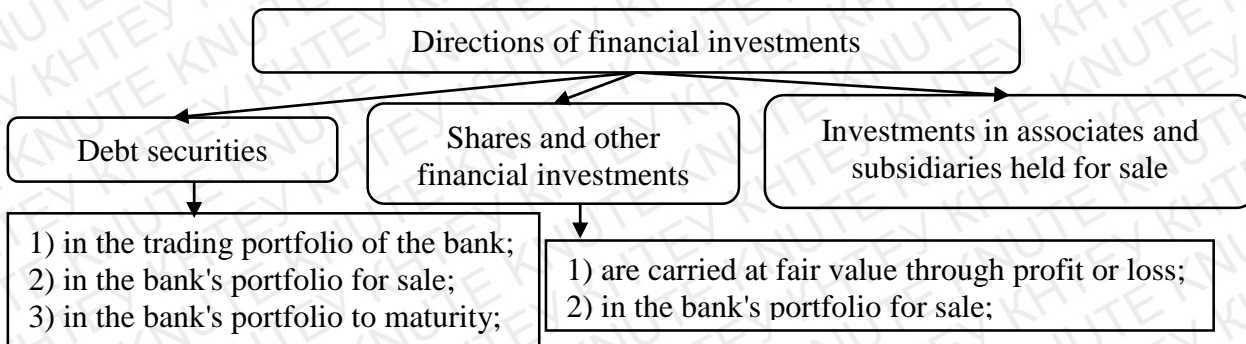 Directions of financial investments
Debt securities
Shares and other
financial investments
Investments in associates and
subsidiaries held for sale
1) in the trading portfolio of the bank;
2) in the bank's portfolio for sale;
3) in the bank's portfolio to maturity;
1) are carried at fair value through profit or loss;
2) in the bank's portfolio for sale;